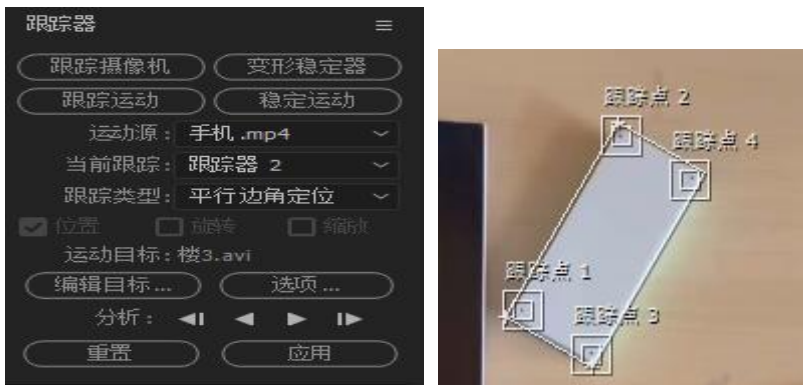 跟踪器
跟踪摄像机 变形稳定器
跟踪运动 稳定运动
运动源： 手机 .mp4
当前跟踪： 跟踪器 2
跟踪类型： 平行边角定位
位置 旋转 缩放
运动目标：楼3.avi
编辑目标... 选项...
分析：
重置 应用
跟踪点 2
跟踪点 4
跟踪点 1
跟踪点 3